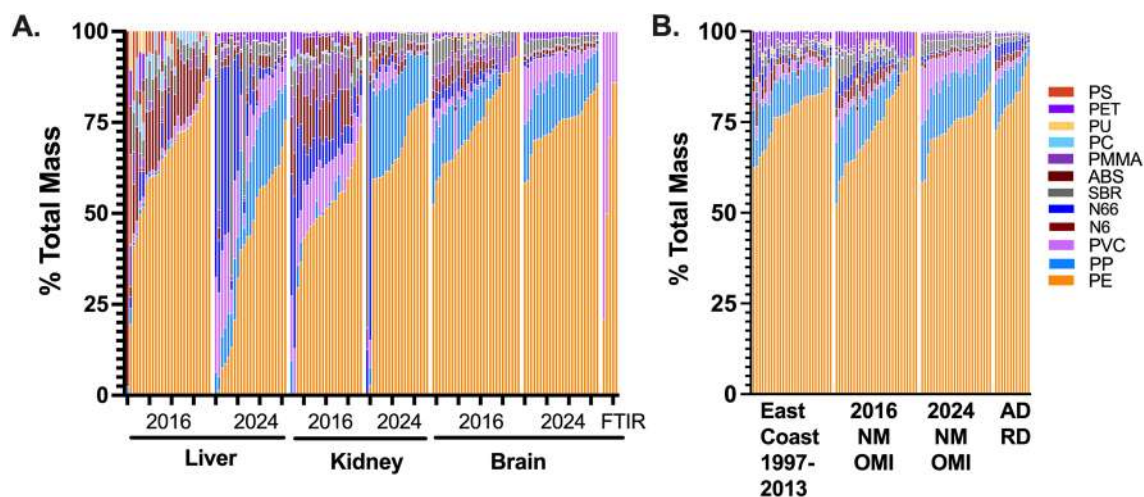 A.
% Total Mass
100
75
50
25
0
2016
2024
2016
2024
2016
2024
FTIR
Liver
Kidney
Brain
B.
% Total Mass
100
75
50
25
0
East
Coast
1997-
2013
2016
NM
OMI
2024
NM
OMI
AD
RD
PS
PET
PU
PC
PMMA
ABS
SBR
N66
N6
PVC
PP
PE